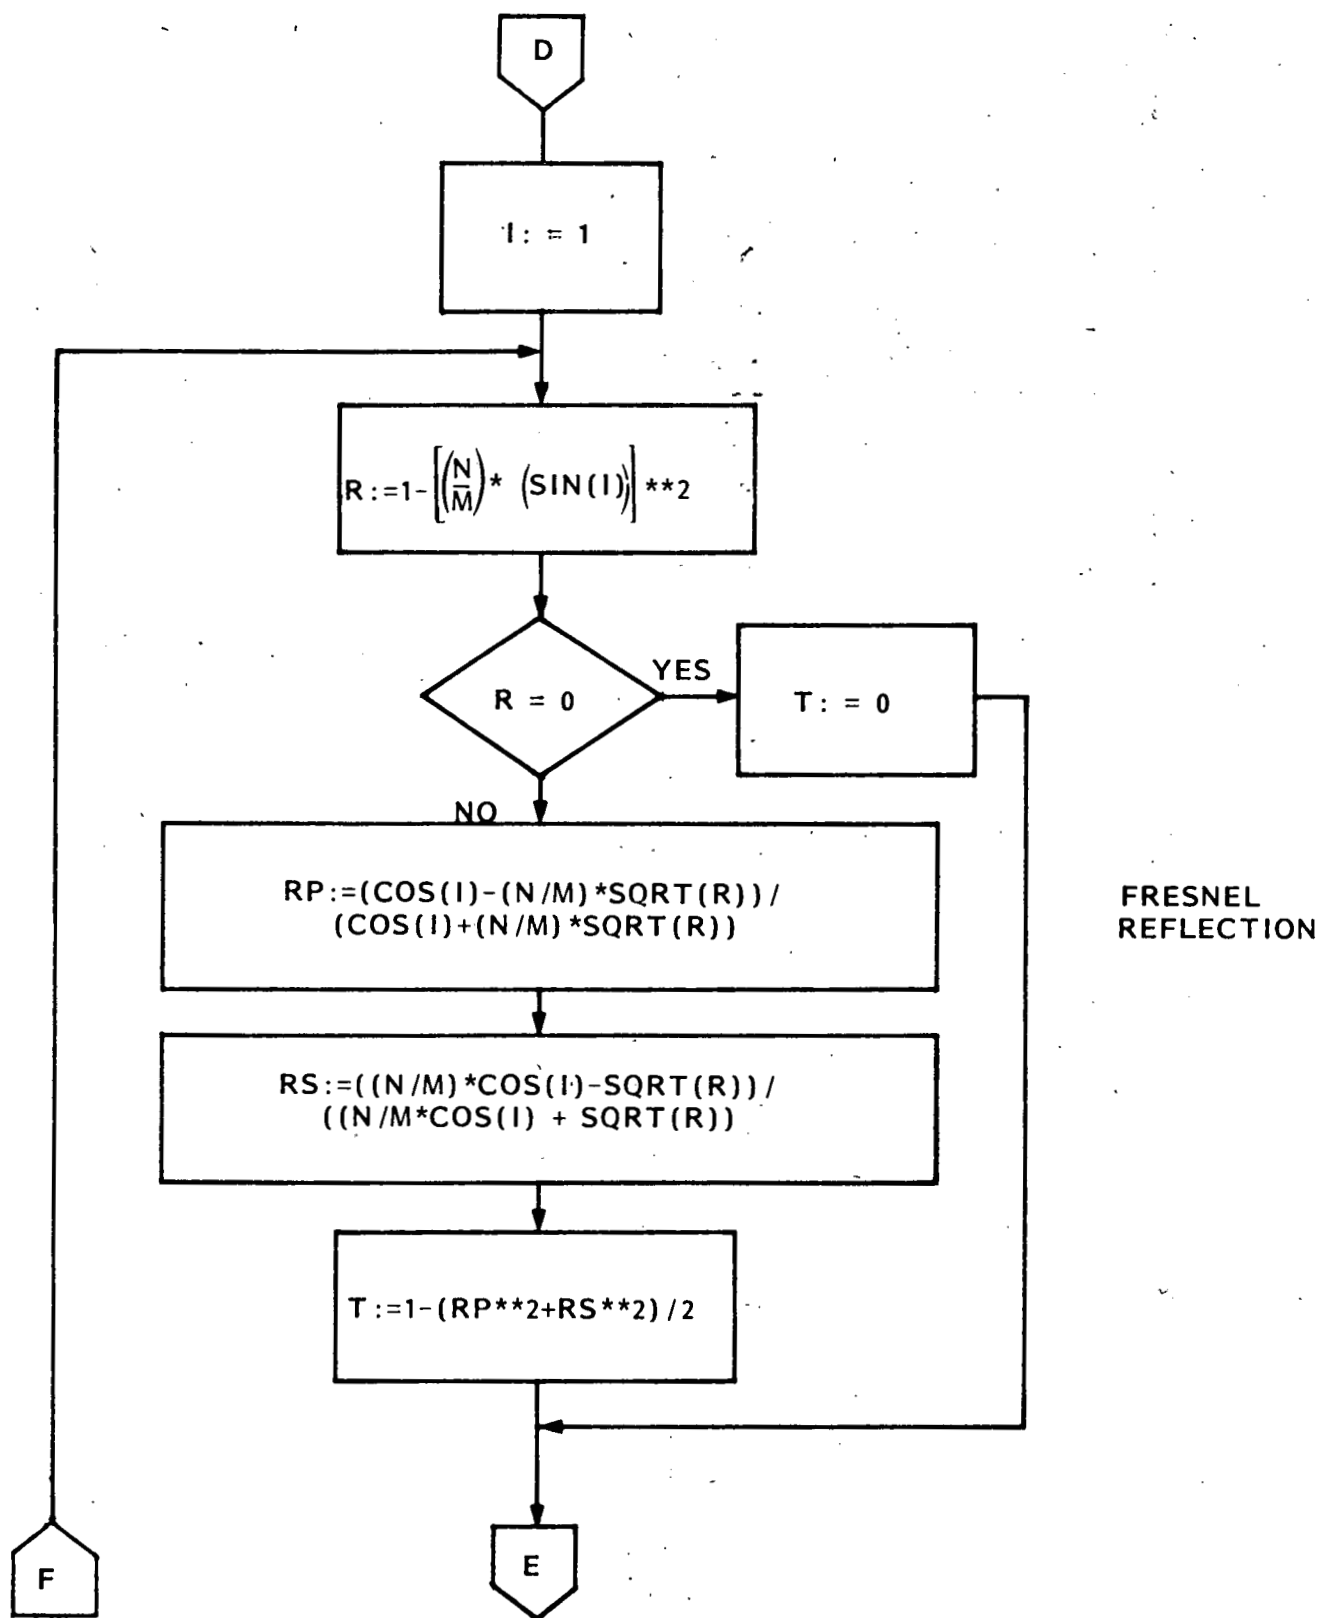 D
I: = 1
R:=1-[(N/M)* (SIN(I))]**2
R = 0
YES
T: = 0
NO
RP:=(COS(I)-(N/M)*SQRT(R))/
(COS(I)+(N/M)*SQRT(R))
FRESNEL
REFLECTION
RS:=((N/M)*COS(I)-SQRT(R))/
((N/M*COS(I) + SQRT(R))
T:=1-(RP**2+RS**2)/2
F
E